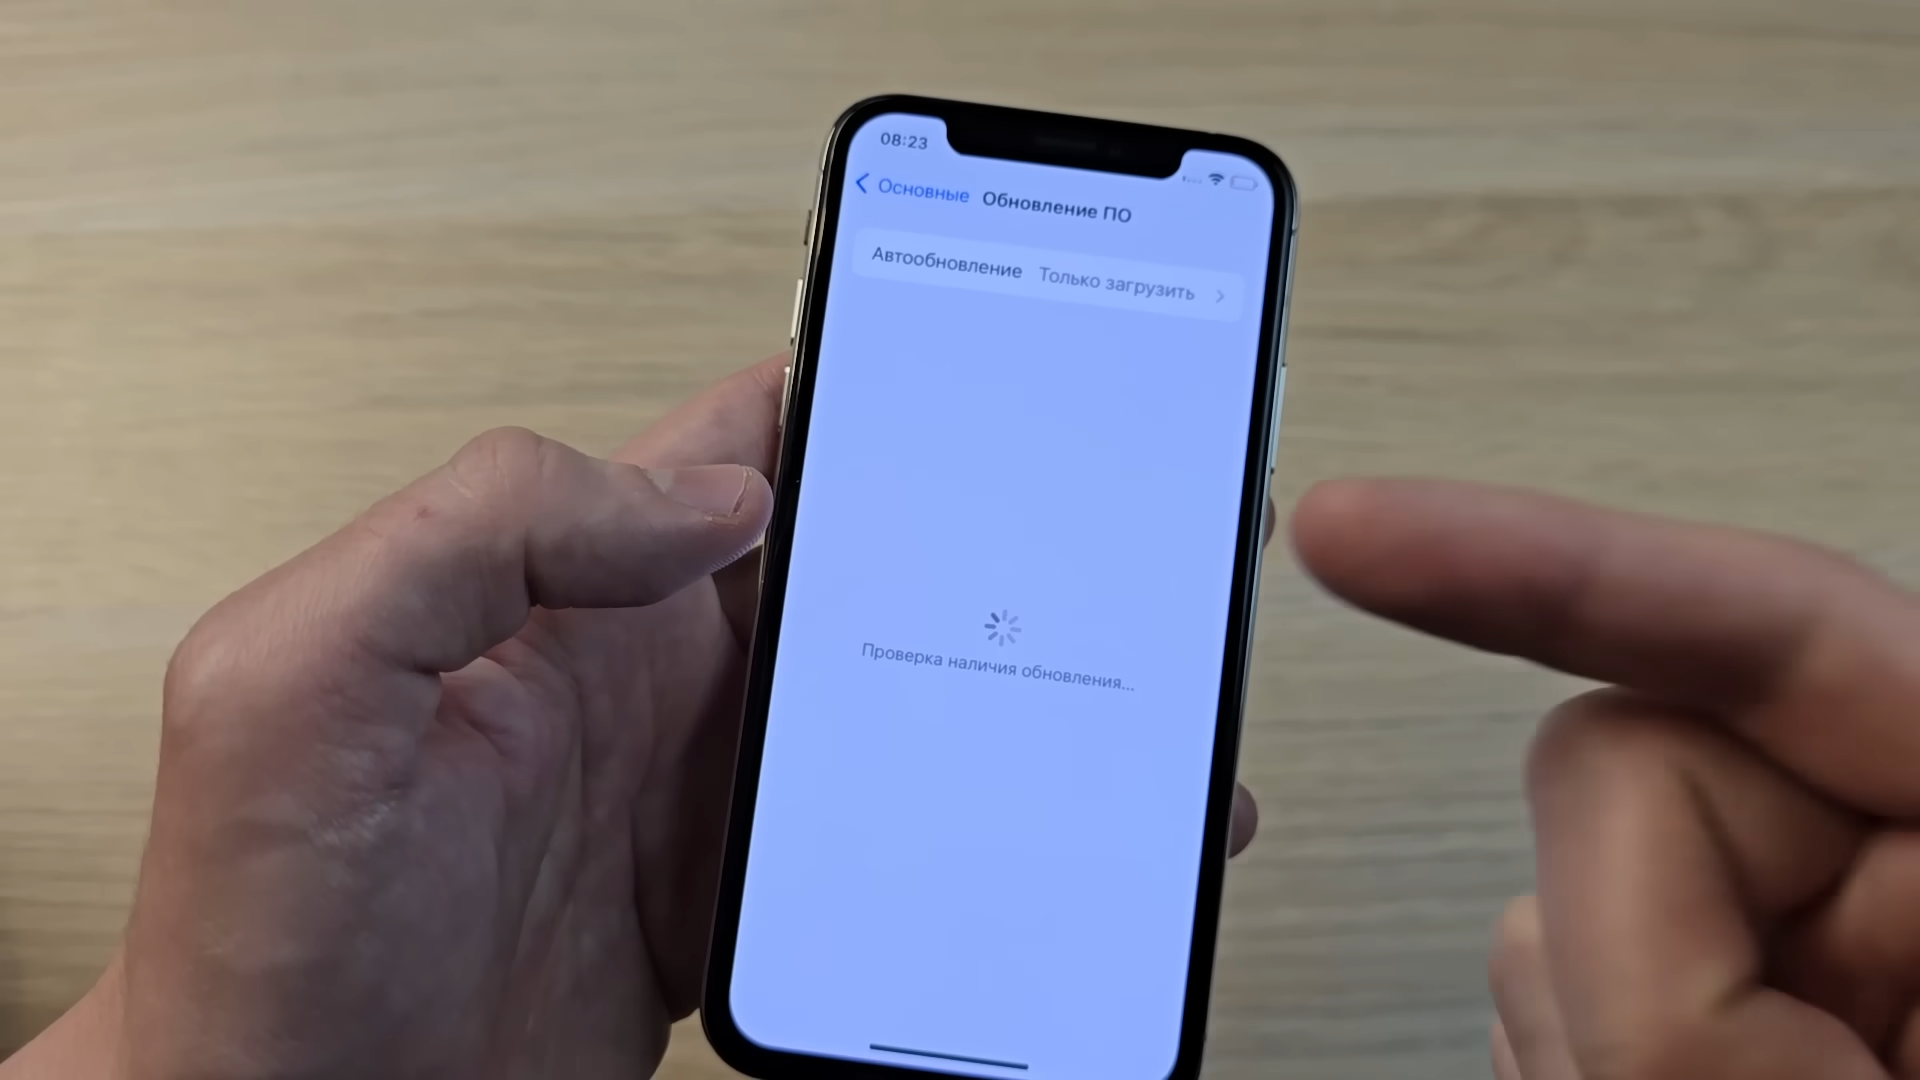 08:23
Основные Обновление ПО
Автообновление Только загрузить
Проверка наличия обновления...